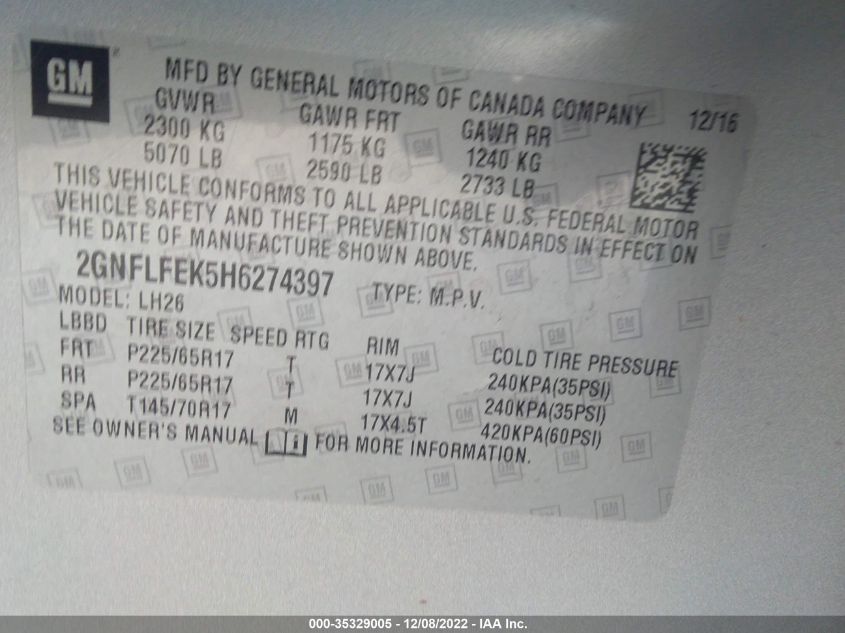 GM
MFD BY GENERAL MOTORS OF CANADA COMPANY 12/16
GVWR GAWR FRT GAWR RR
2300 KG 1175 KG 1240 KG
5070 LB 2590 LB 2733 LB
THIS VEHICLE CONFORMS TO ALL APPLICABLE U.S. FEDERAL MOTOR
VEHICLE SAFETY AND THEFT PREVENTION STANDARDS IN EFFECT ON
THE DATE OF MANUFACTURE SHOWN ABOVE.
2GNFLFEK5H6274397 TYPE: M.P.V.
MODEL: LH26
LBBD TIRE SIZE SPEED RTG RIM COLD TIRE PRESSURE
FRT P225/65R17 T 17X7J 240KPA(35PSI)
RR P225/65R17 T 17X7J 240KPA(35PSI)
SPA T145/70R17 M 17X4.5T 420KPA(60PSI)
SEE OWNER'S MANUAL FOR MORE INFORMATION.
000-35329005 - 12/08/2022 - IAA Inc.